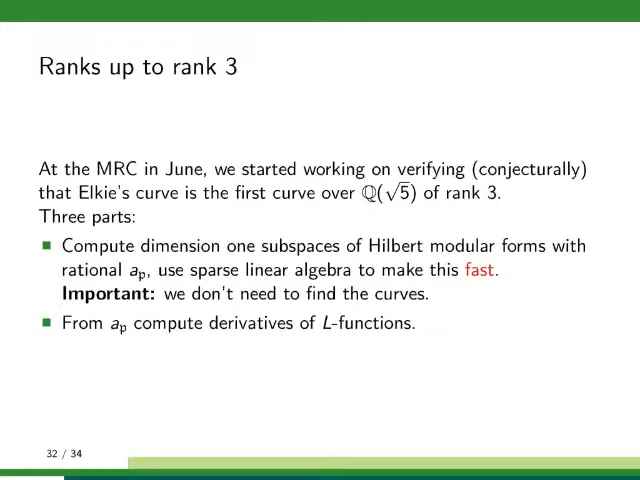 Ranks up to rank 3
At the MRC in June, we started working on verifying (conjecturally)
that Elkie's curve is the first curve over ℚ(√5) of rank 3.
Three parts:
Compute dimension one subspaces of Hilbert modular forms with
rational a𝔭, use sparse linear algebra to make this fast.
Important: we don't need to find the curves.
From a𝔭 compute derivatives of L-functions.
32 / 34